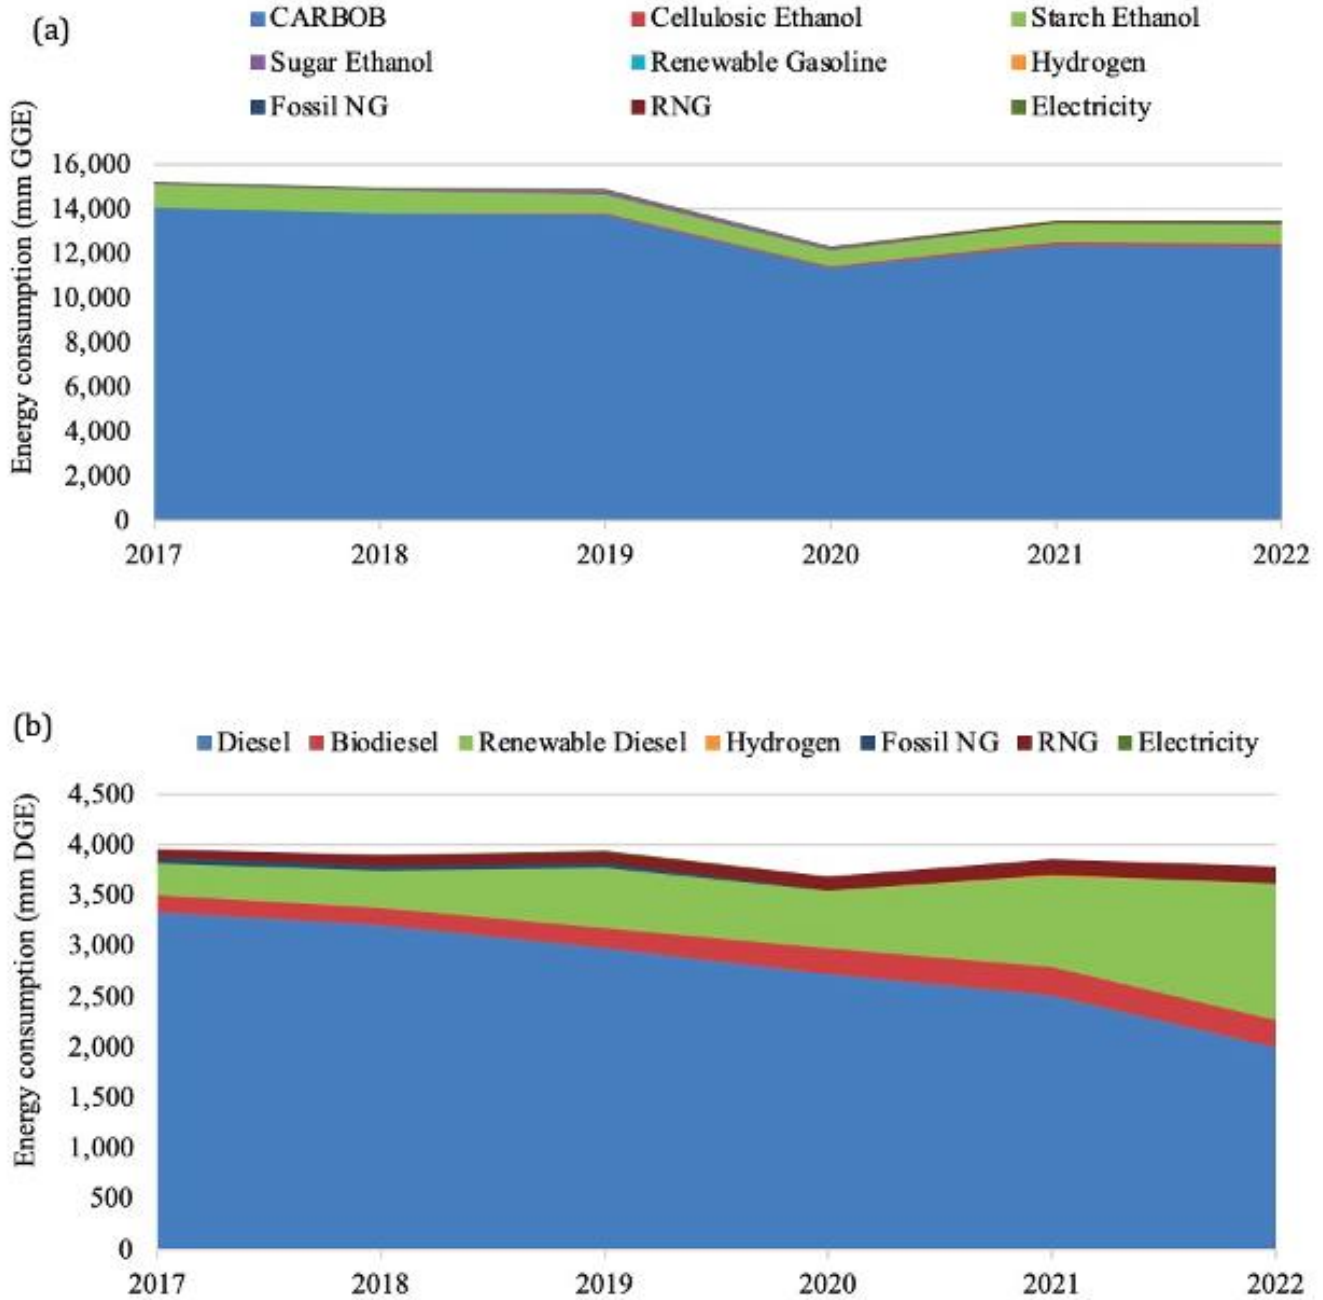 (a)
CARBOB Cellulosic Ethanol Starch Ethanol
Sugar Ethanol Renewable Gasoline Hydrogen
Fossil NG RNG Electricity
Energy consumption (mm GGE)
16,000
14,000
12,000
10,000
8,000
6,000
4,000
2,000
0
2017 2018 2019 2020 2021 2022
(b)
Diesel Biodiesel Renewable Diesel Hydrogen Fossil NG RNG Electricity
Energy consumption (mm DGE)
4,500
4,000
3,500
3,000
2,500
2,000
1,500
1,000
500
0
2017 2018 2019 2020 2021 2022